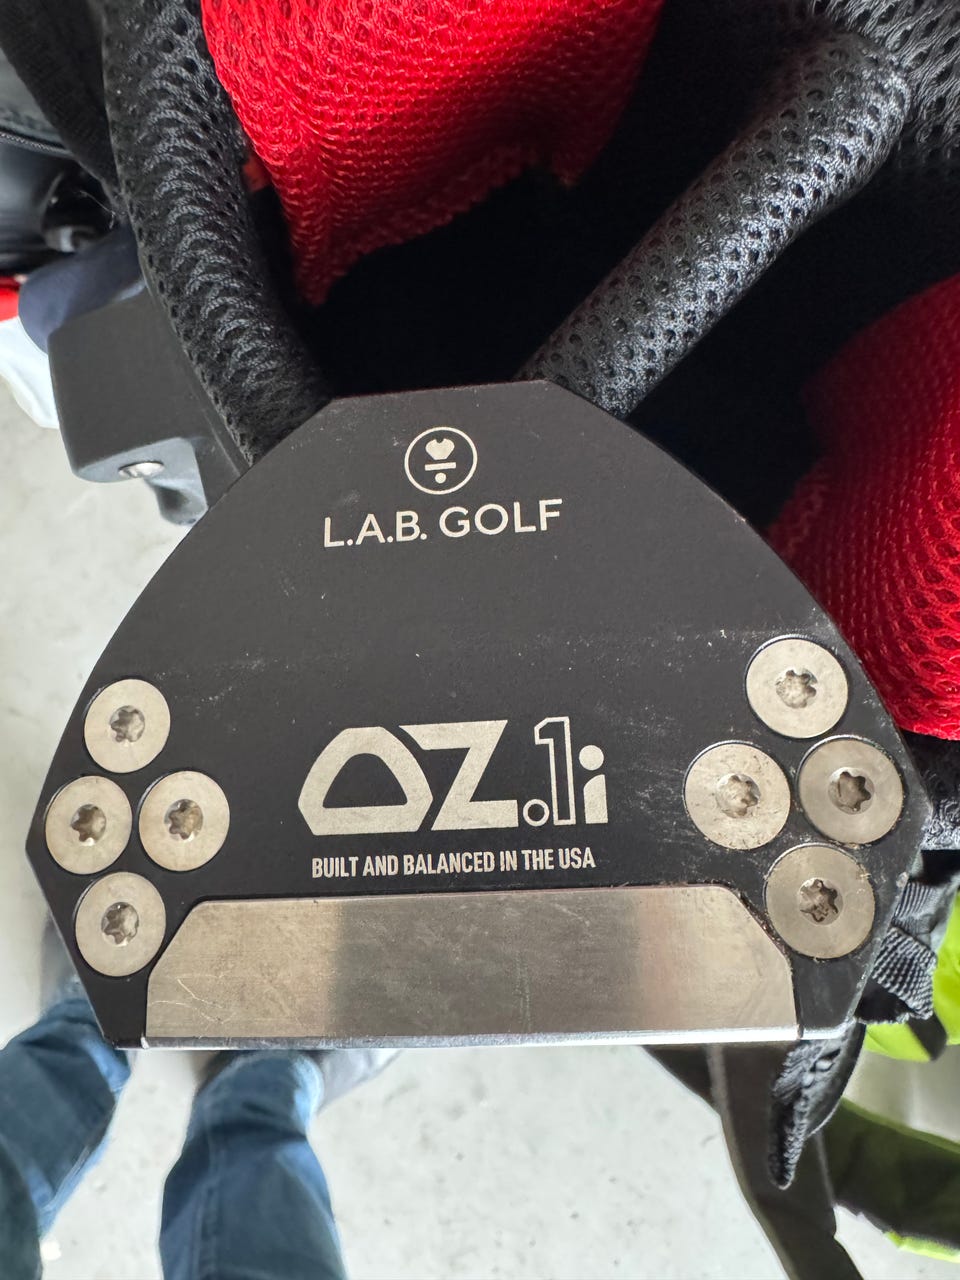 L.A.B. GOLF
OZ.1i
BUILT AND BALANCED IN THE USA